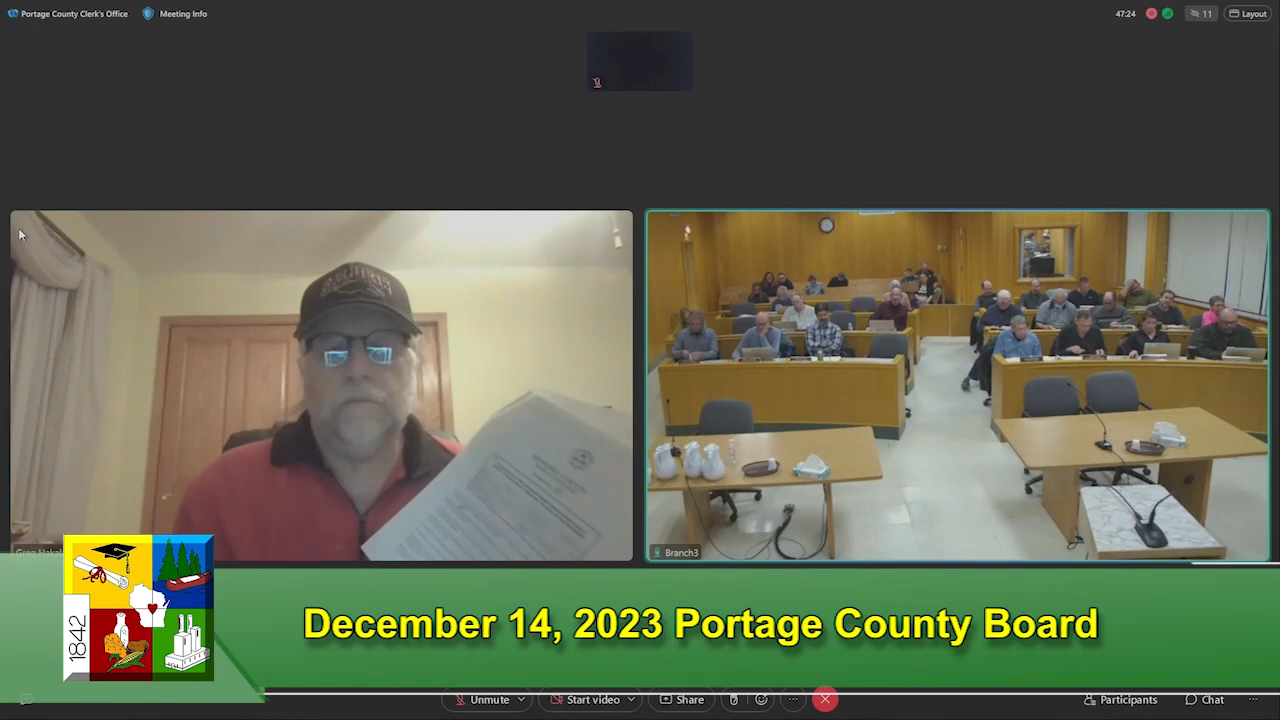 Portage County Clerk's Office Meeting Info 47:24 11 Layout
Branch3
December 14, 2023 Portage County Board
1842
Unmute Start video Share Participants Chat